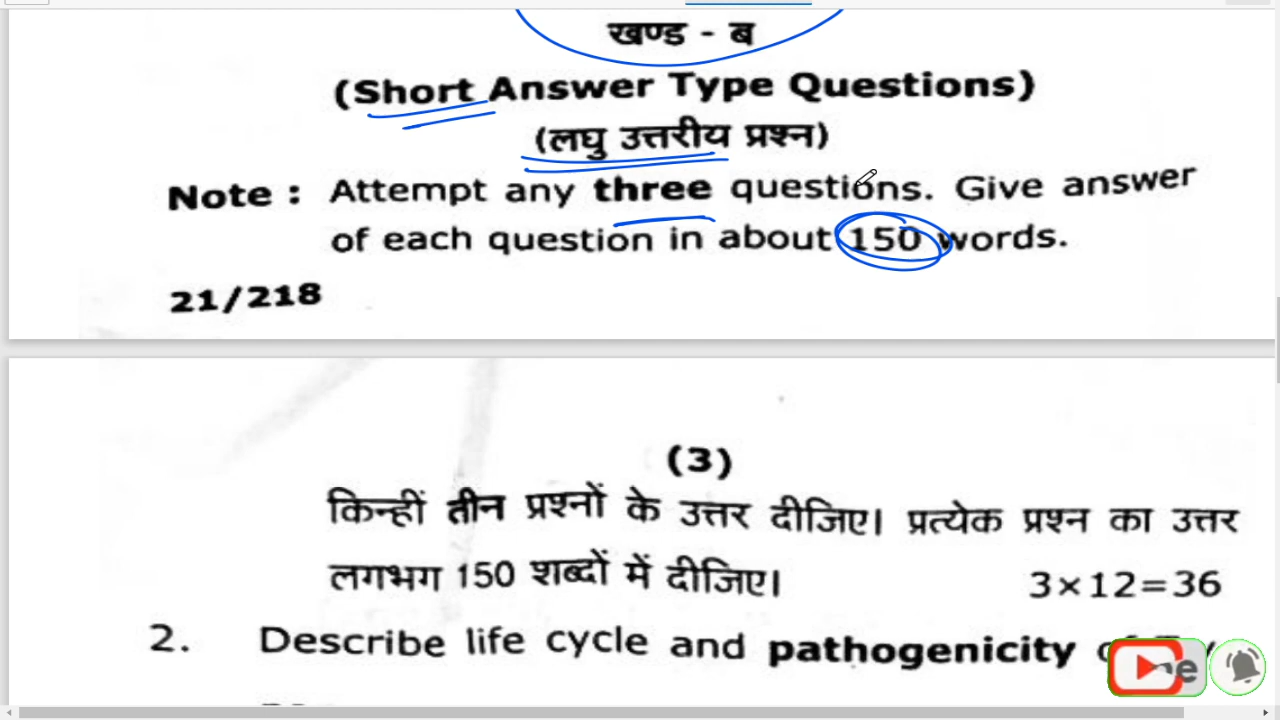 खण्ड - ब
(Short Answer Type Questions)
(लघु उत्तरीय प्रश्न)
Note : Attempt any three questions. Give answer
of each question in about 150 words.
21/218
(3)
किन्हीं तीन प्रश्नों के उत्तर दीजिए। प्रत्येक प्रश्न का उत्तर
लगभग 150 शब्दों में दीजिए। 3×12=36
2. Describe life cycle and pathogenicity